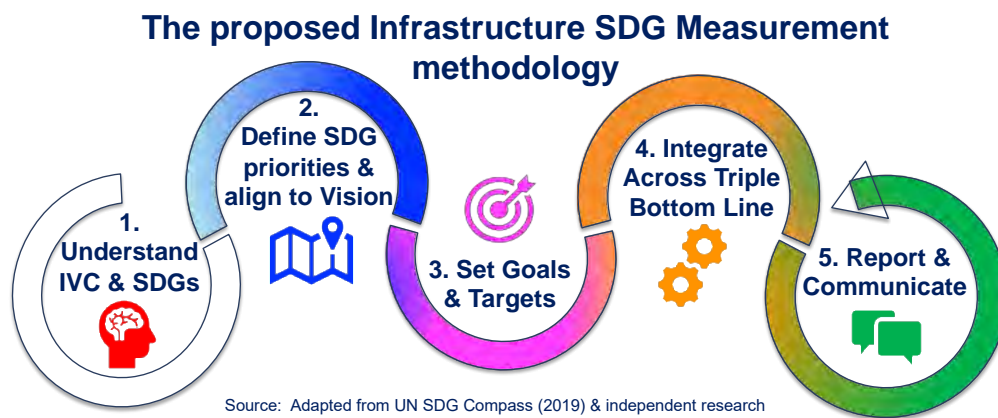 The proposed Infrastructure SDG Measurement
methodology
1.
Understand
IVC & SDGs
2.
Define SDG
priorities &
align to Vision
3. Set Goals
& Targets
4. Integrate
Across Triple
Bottom Line
5. Report &
Communicate
Source:  Adapted from UN SDG Compass (2019) & independent research